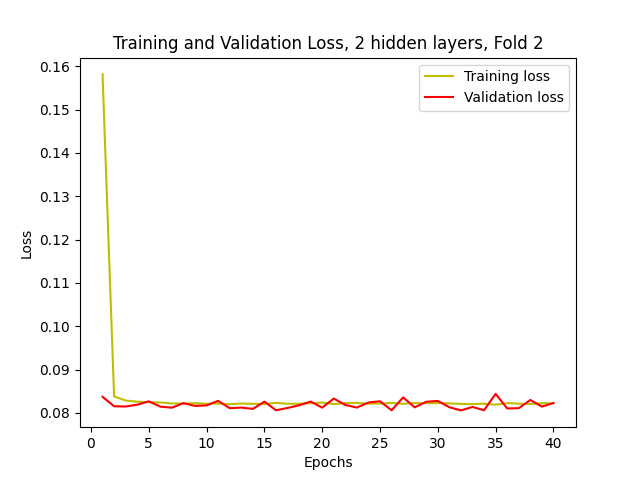 Training and Validation Loss, 2 hidden layers, Fold 2
Training loss
Validation loss
0.16
0.15
0.14
0.13
0.12
0.11
0.10
0.09
0.08
Loss
0 5 10 15 20 25 30 35 40
Epochs